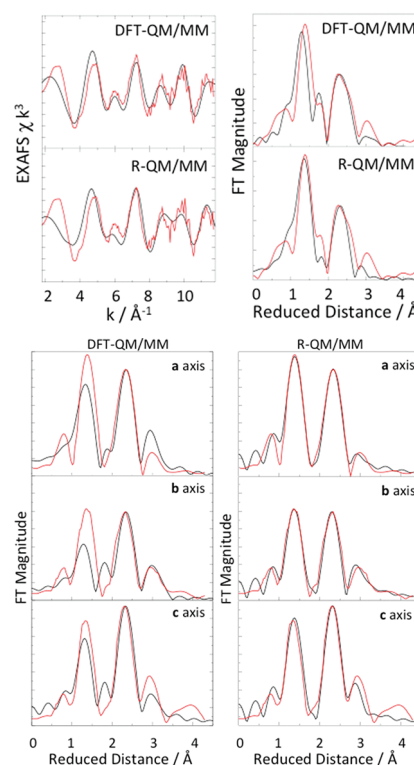 DFT-QM/MM
R-QM/MM
EXAFS χ k³
2 4 6 8 10
k / Å⁻¹
DFT-QM/MM
R-QM/MM
FT Magnitude
0 1 2 3 4
Reduced Distance / Å
DFT-QM/MM
a axis
b axis
c axis
FT Magnitude
0 1 2 3 4
Reduced Distance / Å
R-QM/MM
a axis
b axis
c axis
FT Magnitude
0 1 2 3 4
Reduced Distance / Å